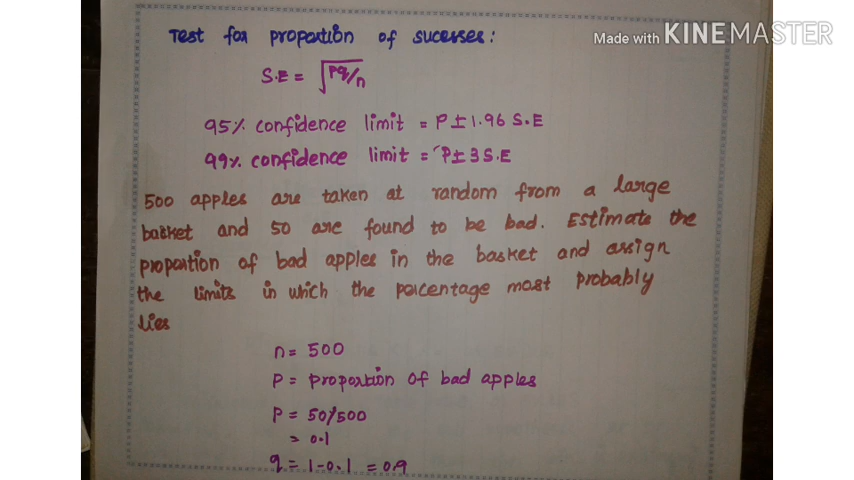 Test for proportion of sucesses:
Made with KINEMASTER
S.E = √pq/n
95% confidence limit = P ± 1.96 S.E
99% confidence limit = P ± 3 S.E
500 apples are taken at random from a large
basket and 50 are found to be bad. Estimate the
proportion of bad apples in the basket and assign
the limits in which the percentage most probably
lies
n = 500
P = proportion of bad apples
P = 50/500
= 0.1
q = 1-0.1 = 0.9